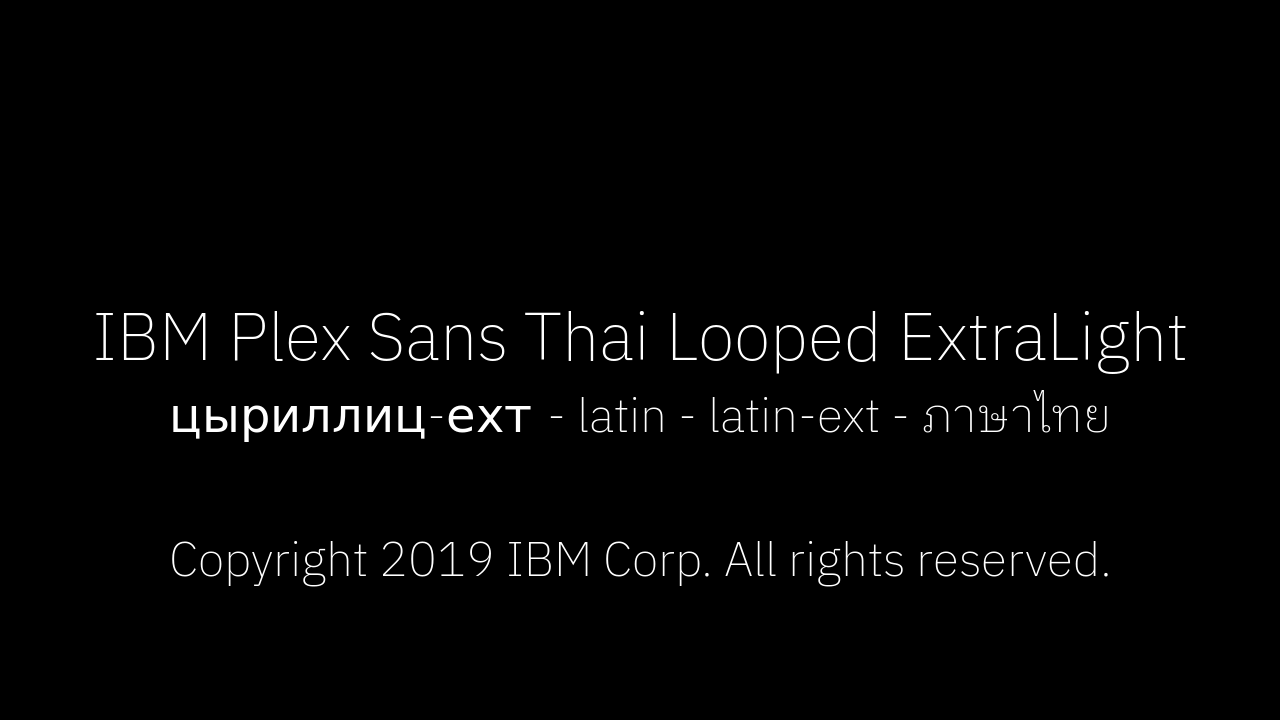 IBM Plex Sans Thai Looped ExtraLight
цыриллиц-ехт - latin - latin-ext - ภาษาไทย
Copyright 2019 IBM Corp. All rights reserved.